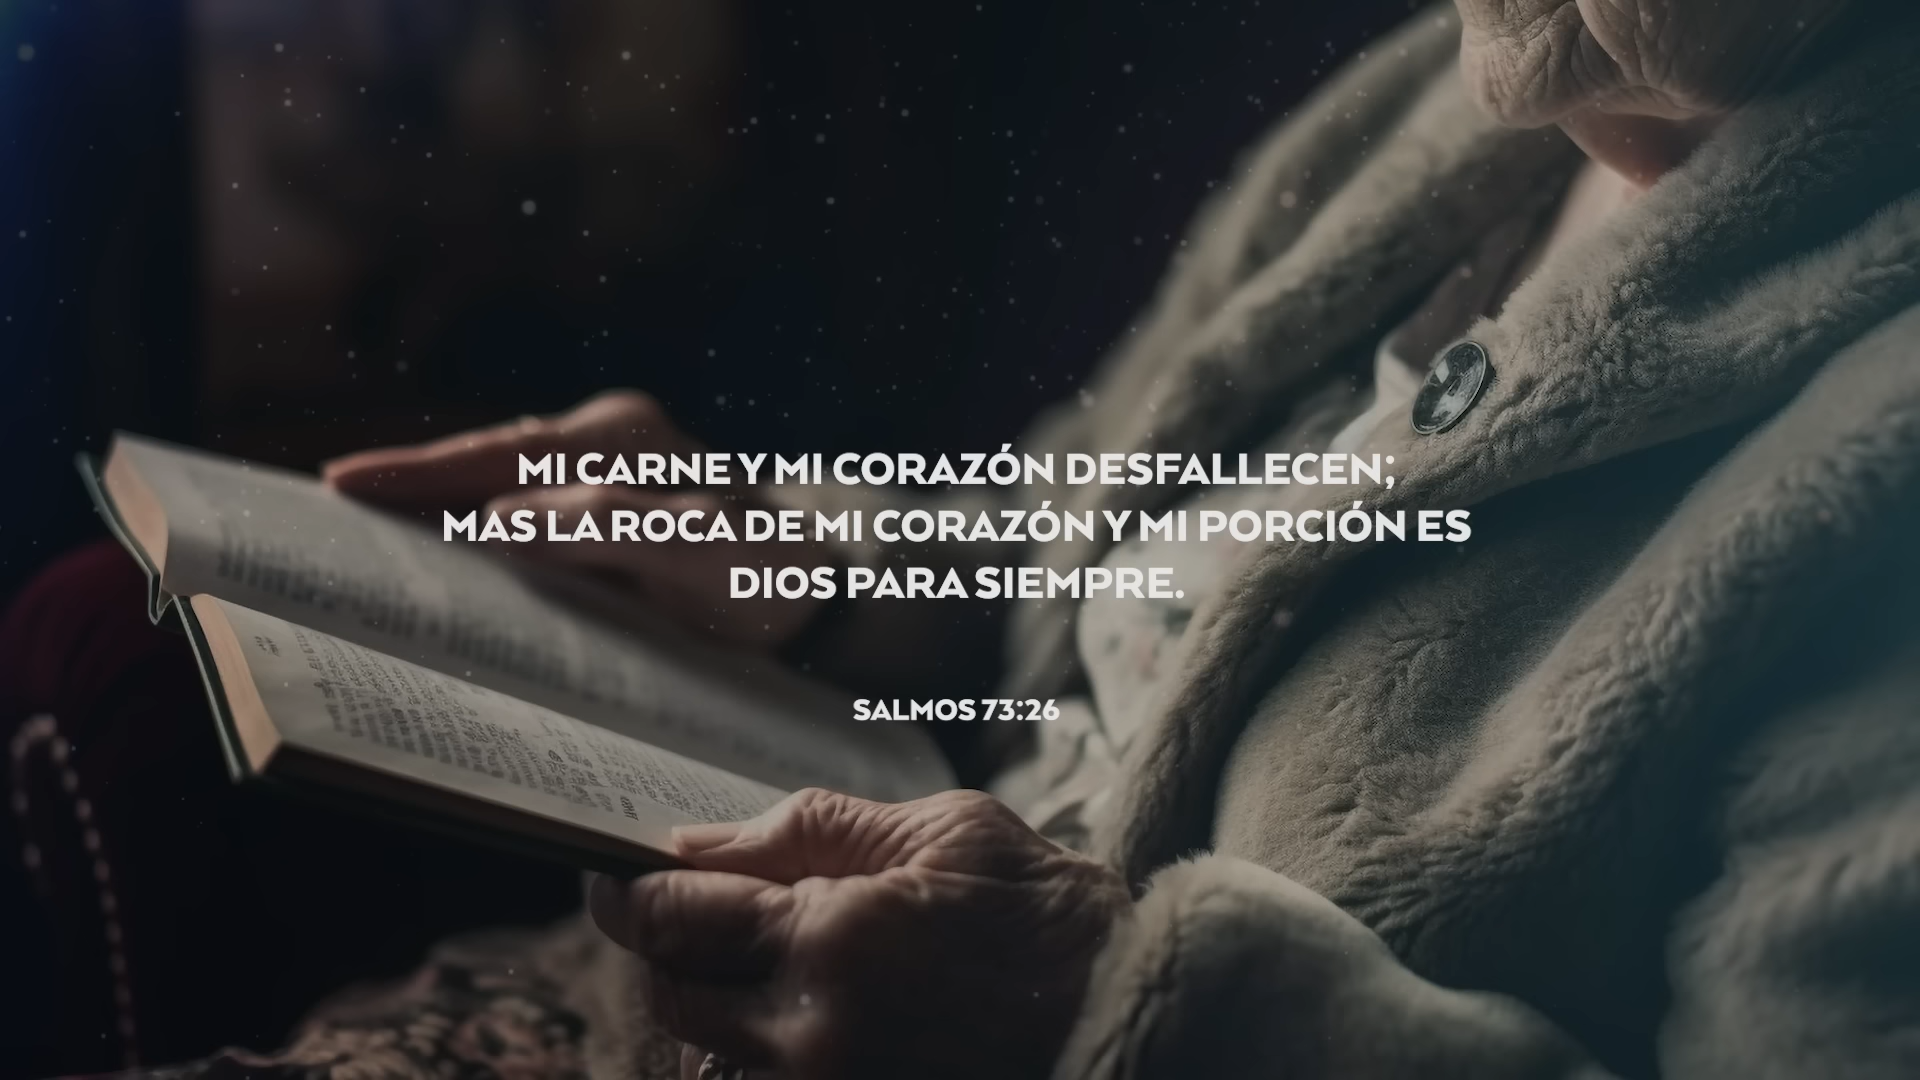 MI CARNE Y MI CORAZÓN DESFALLECEN;
MAS LA ROCA DE MI CORAZÓN Y MI PORCIÓN ES
DIOS PARA SIEMPRE.
SALMOS 73:26